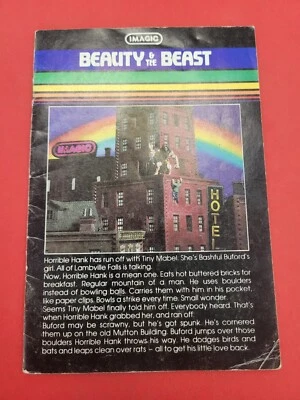 IMAGIC
BEAUTY & THE BEAST
IMAGIC
HOTEL
Horrible Hank has run off with Tiny Mabel. She's Bashful Buford's
girl. All of Lambville Falls is talking.
Now, Horrible Hank is a mean one. Eats hot buttered bricks for
breakfast. Regular mountain of a man. He uses boulders
instead of bowling balls. Carries them with him in his pocket,
like paper clips. Bowls a strike every time. Small wonder.
Seems Tiny Mabel finally told him off. Everybody heard. That's
when Horrible Hank grabbed her, and ran off.
Buford may be scrawny, but he's got spunk. He's cornered
them up on the old Mutton Building. Buford jumps over those
boulders Horrible Hank throws his way. He dodges birds and
bats and leaps clean over rats – all to get his little love back.